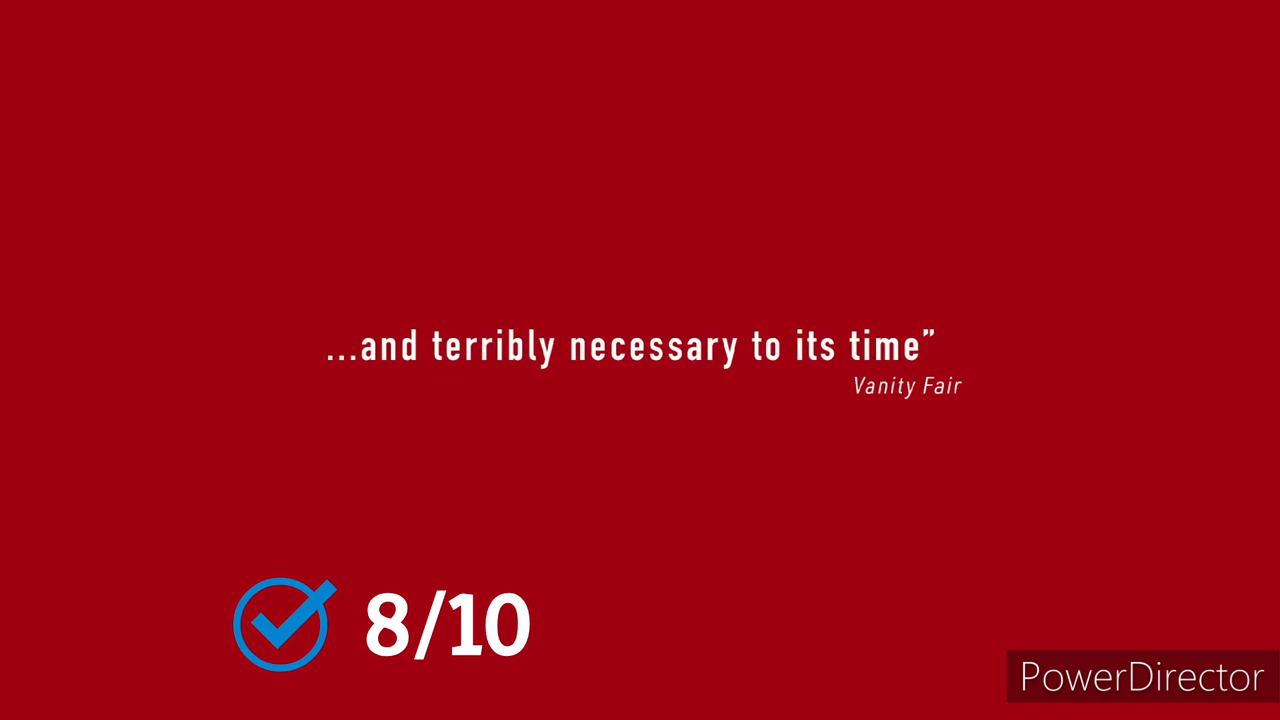 ...and terribly necessary to its time”
Vanity Fair
8/10
PowerDirector